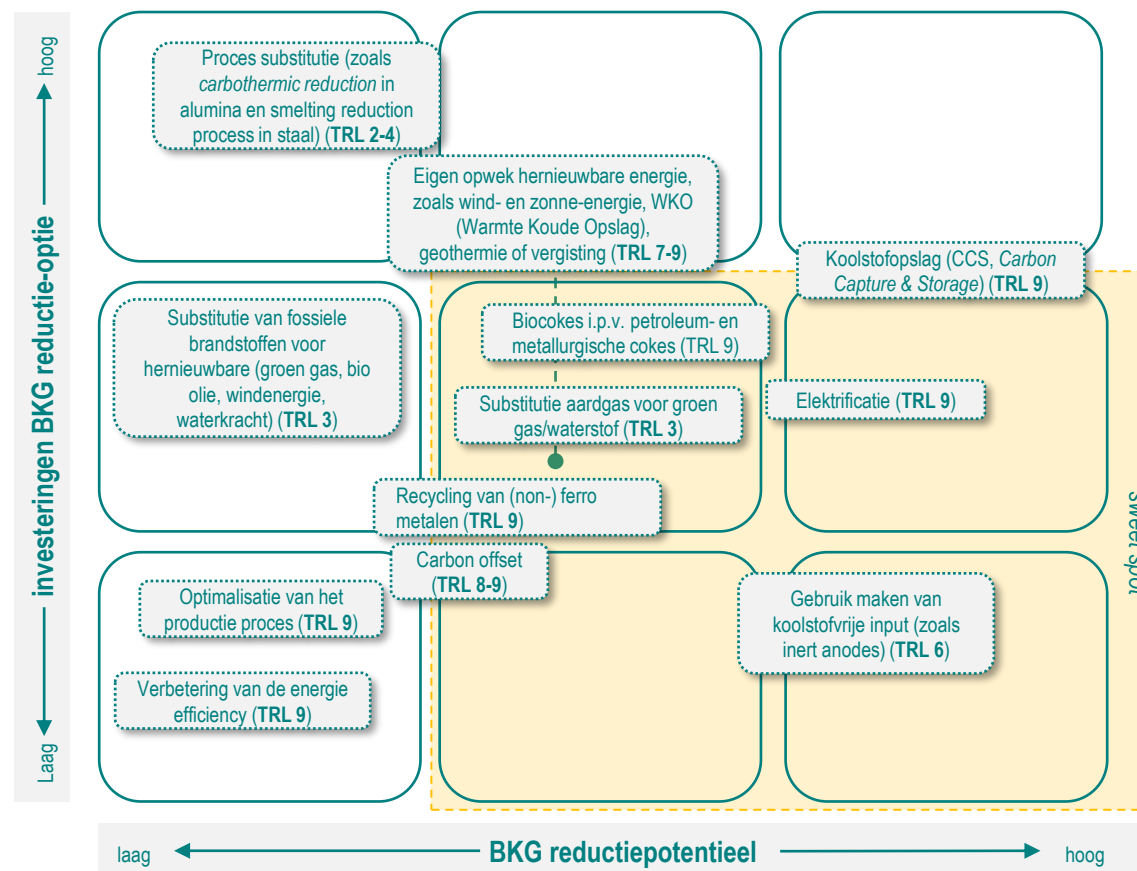 hoog
investeringen BKG reductie-optie
Laag
Proces substitutie (zoals
carbothermic reduction in
alumina en smelting reduction
process in staal) (TRL 2-4)
Eigen opwek hernieuwbare energie,
zoals wind- en zonne-energie, WKO
(Warmte Koude Opslag),
geothermie of vergisting (TRL 7-9)
Koolstofopslag (CCS, Carbon
Capture & Storage) (TRL 9)
Substitutie van fossiele
brandstoffen voor
hernieuwbare (groen gas, bio
olie, windenergie,
waterkracht) (TRL 3)
Biocokes i.p.v. petroleum- en
metallurgische cokes (TRL 9)
Substitutie aardgas voor groen
gas/waterstof (TRL 3)
Elektrificatie (TRL 9)
Recycling van (non-) ferro
metalen (TRL 9)
Carbon offset
(TRL 8-9)
sweet spot
Optimalisatie van het
productie proces (TRL 9)
Gebruik maken van
koolstofvrije input (zoals
inert anodes) (TRL 6)
Verbetering van de energie
efficiency (TRL 9)
laag
BKG reductiepotentieel
hoog